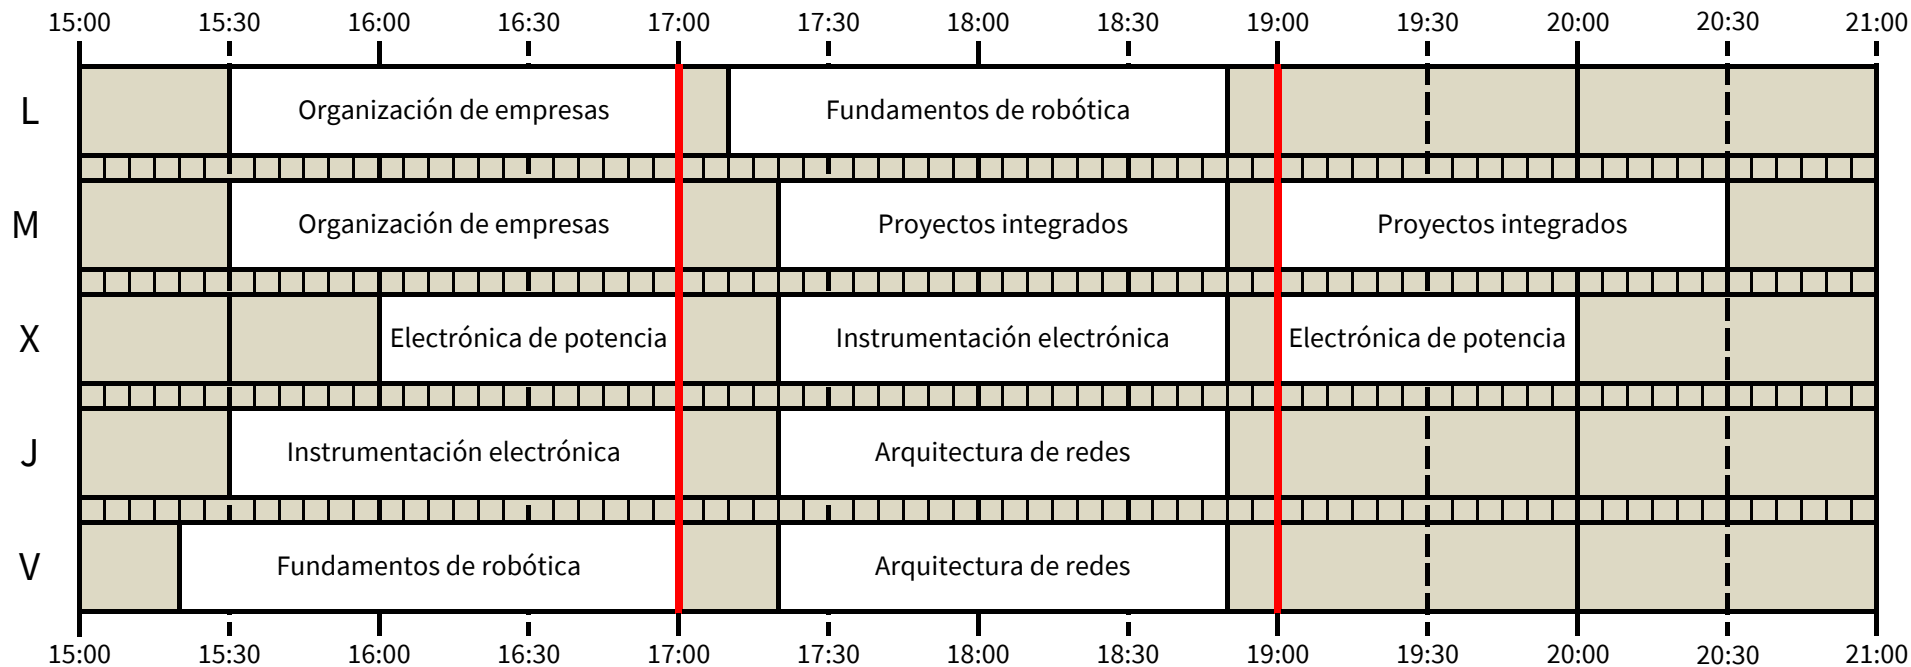 15:00 15:30 16:00 16:30 17:00 17:30 18:00 18:30 19:00 19:30 20:00 20:30 21:00
L Organización de empresas Fundamentos de robótica
M Organización de empresas Proyectos integrados Proyectos integrados
X Electrónica de potencia Instrumentación electrónica Electrónica de potencia
J Instrumentación electrónica Arquitectura de redes
V Fundamentos de robótica Arquitectura de redes
15:00 15:30 16:00 16:30 17:00 17:30 18:00 18:30 19:00 19:30 20:00 20:30 21:00